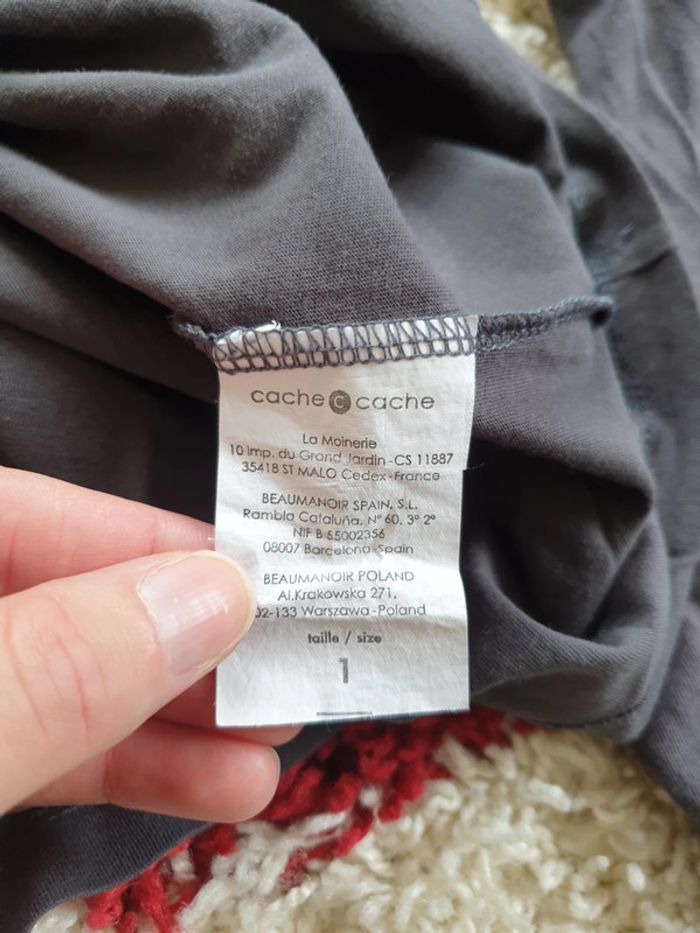 cache c cache
La Moinerie
10 Imp. du Grand Jardin-CS 11887
35418 ST MALO Cedex-France
BEAUMANOIR SPAIN, S.L.
Rambla Cataluña, Nº 60, 3º 2º
NIF B 55002356
08007 Barcelona-Spain
BEAUMANOIR POLAND
Al.Krakowska 271,
02-133 Warszawa-Poland
taille / size
1